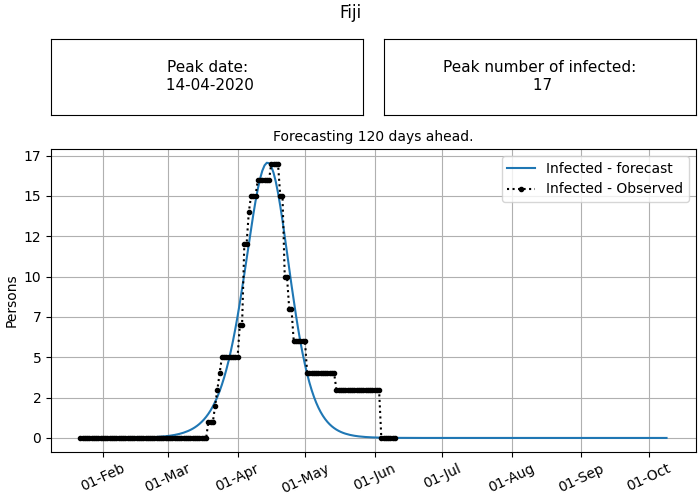 Fiji
Peak date:
14-04-2020
Peak number of infected:
17
Forecasting 120 days ahead.
Infected - forecast
Infected - Observed
Persons
17
15
12
10
7
5
2
0
01-Feb
01-Mar
01-Apr
01-May
01-Jun
01-Jul
01-Aug
01-Sep
01-Oct